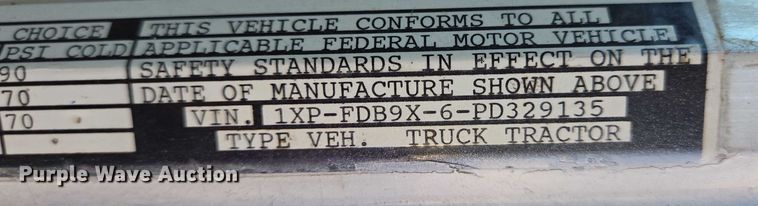 CHOICE THIS VEHICLE CONFORMS TO ALL
PSI COLD APPLICABLE FEDERAL MOTOR VEHICLE
90 SAFETY STANDARDS IN EFFECT ON THE
70 DATE OF MANUFACTURE SHOWN ABOVE
70 VIN. 1XP-FDB9X-6-PD329135
TYPE VEH. TRUCK TRACTOR
Purple Wave Auction